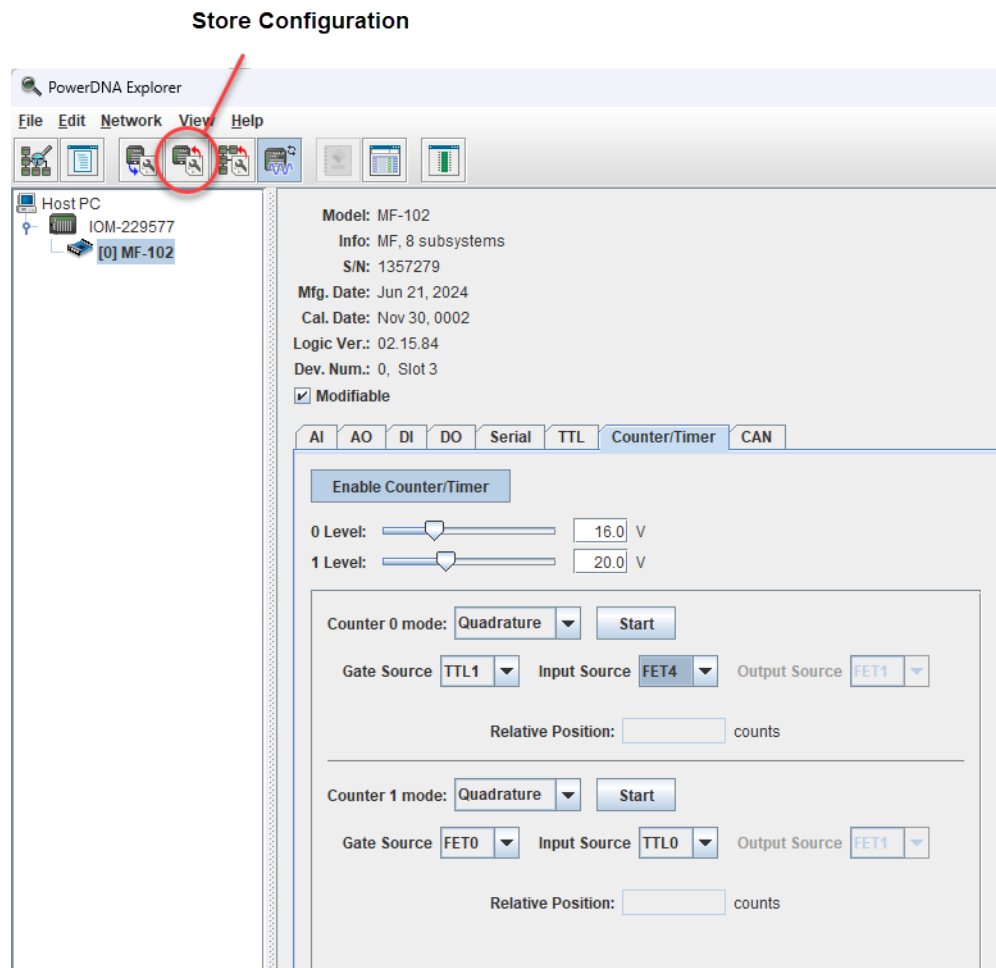 Store Configuration
PowerDNA Explorer
File Edit Network View Help
Host PC
IOM-229577
[0] MF-102
Model: MF-102
Info: MF, 8 subsystems
S/N: 1357279
Mfg. Date: Jun 21, 2024
Cal. Date: Nov 30, 0002
Logic Ver.: 02.15.84
Dev. Num.: 0, Slot 3
Modifiable
AI AO DI DO Serial TTL Counter/Timer CAN
Enable Counter/Timer
0 Level: 16.0 V
1 Level: 20.0 V
Counter 0 mode: Quadrature Start
Gate Source TTL1 Input Source FET4 Output Source FET1
Relative Position: counts
Counter 1 mode: Quadrature Start
Gate Source FET0 Input Source TTL0 Output Source FET1
Relative Position: counts